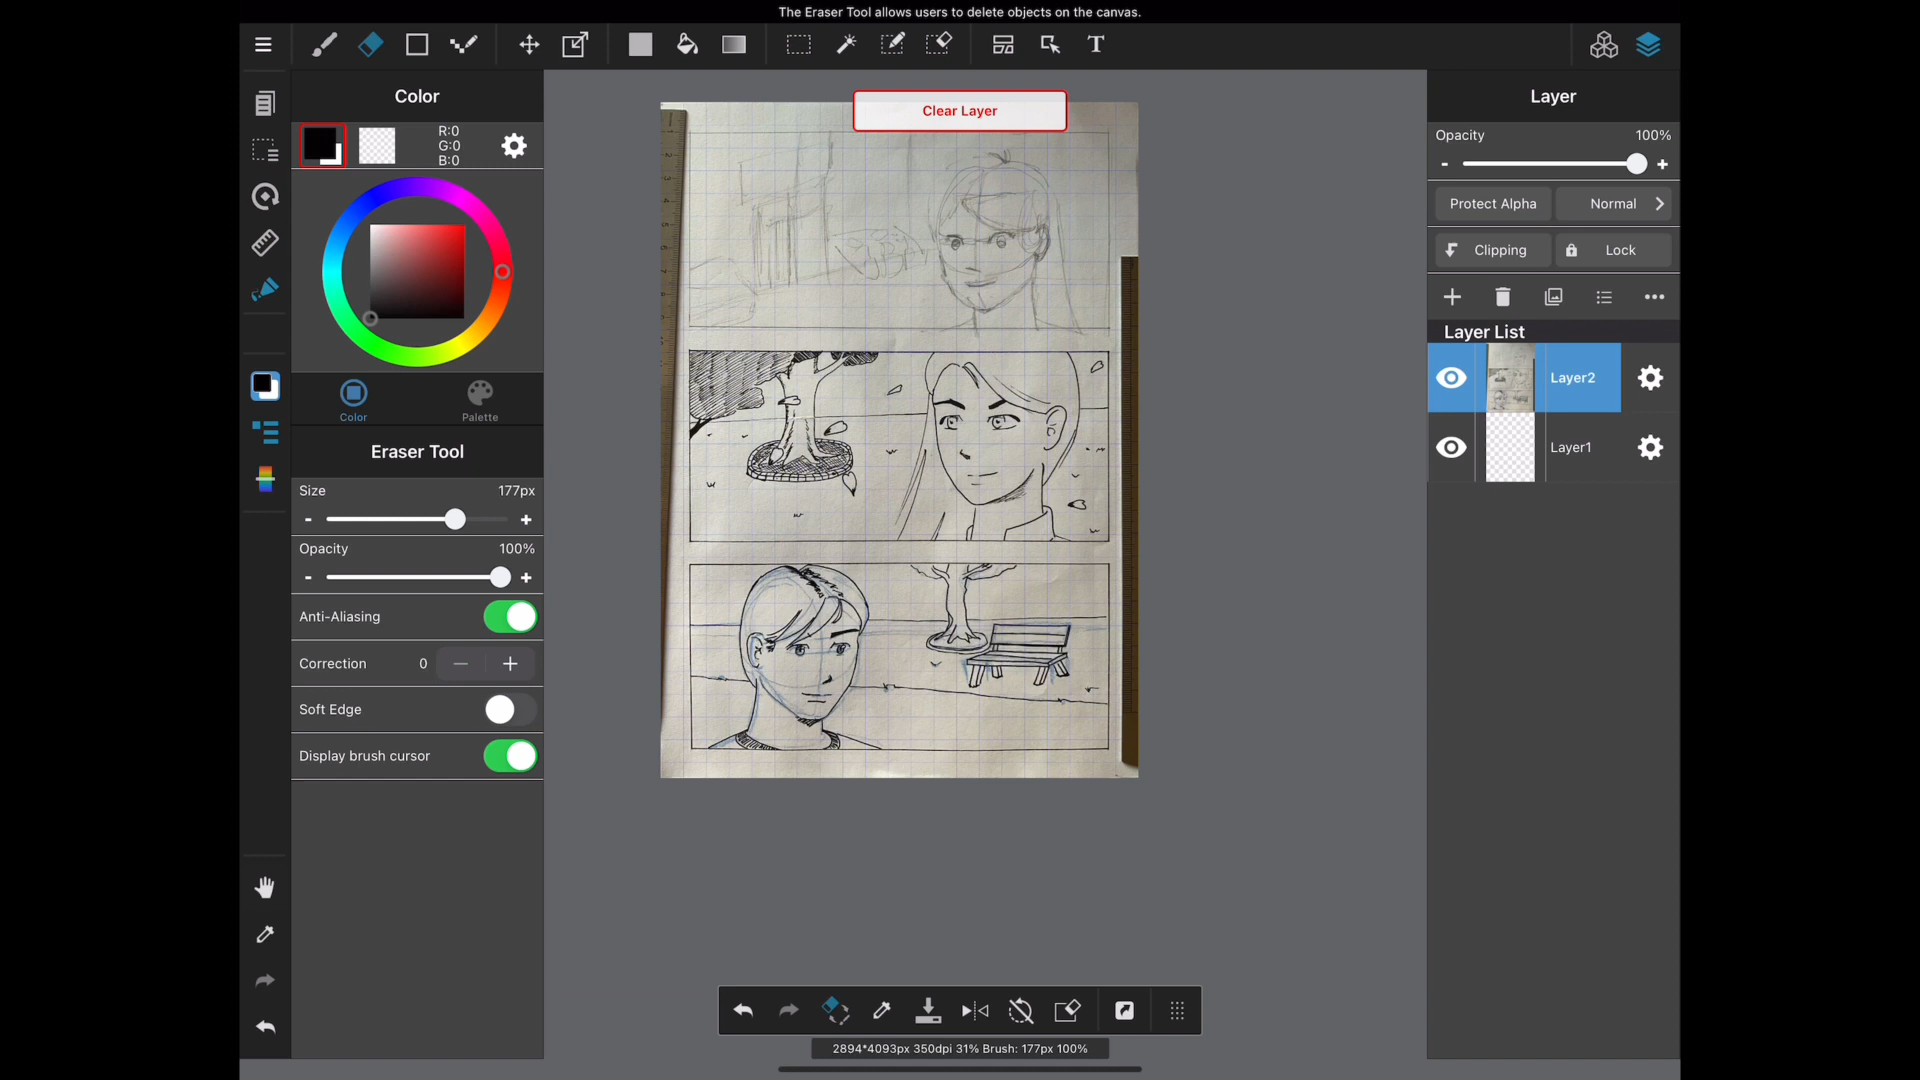 The Eraser Tool allows users to delete objects on the canvas.
T
Color
R:0
G:0
B:0
Color
Palette
Eraser Tool
Size 177px
- +
Opacity 100%
- +
Anti-Aliasing
Correction 0 — +
Soft Edge
Display brush cursor
Clear Layer
2894*4093px 350dpi 31% Brush: 177px 100%
Layer
Opacity 100%
- +
Protect Alpha Normal
Clipping Lock
Layer List
Layer2
Layer1